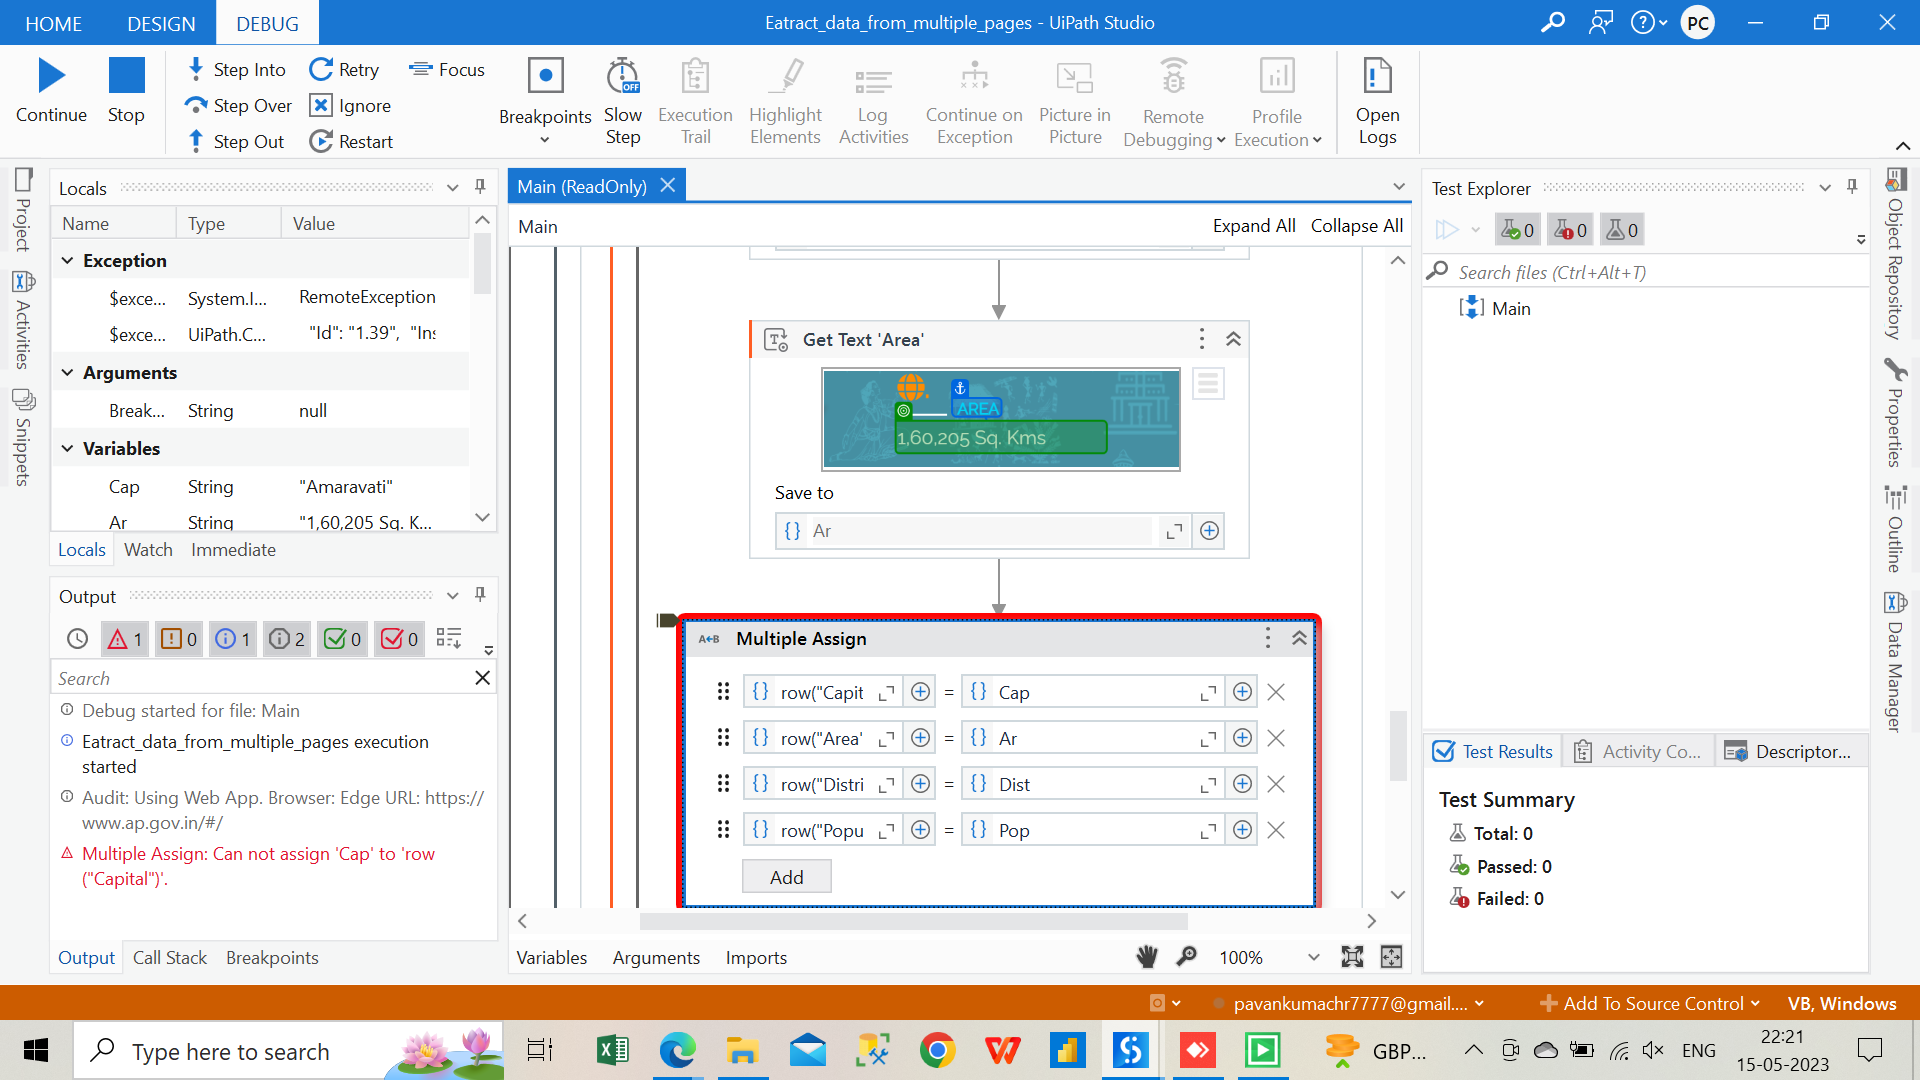 HOME DESIGN DEBUG Eatract_data_from_multiple_pages - UiPath Studio PC
Continue
Stop
Step Into
Step Over
Step Out
Retry
Ignore
Restart
Focus
Breakpoints
Slow
Step
Execution
Trail
Highlight
Elements
Log
Activities
Continue on
Exception
Picture in
Picture
Remote
Debugging
Profile
Execution
Open
Logs
Project
Activities
Snippets
Locals
Name Type Value
Exception
$exce... System.I... RemoteException
$exce... UiPath.C... "Id": "1.39", "Ins
Arguments
Break... String null
Variables
Cap String "Amaravati"
Ar String "1,60,205 Sq. K...
Locals Watch Immediate
Output
1 0 1 2 0 0
Search
Debug started for file: Main
Eatract_data_from_multiple_pages execution
started
Audit: Using Web App. Browser: Edge URL: https://
www.ap.gov.in/#/
Multiple Assign: Can not assign 'Cap' to 'row
("Capital")'.
Output Call Stack Breakpoints
Main (ReadOnly)
Main Expand All Collapse All
Get Text 'Area'
AREA
1,60,205 Sq. Kms
Save to
{} Ar
A B Multiple Assign
{} row("Capit = {} Cap
{} row("Area" = {} Ar
{} row("Distri = {} Dist
{} row("Popu = {} Pop
Add
Variables Arguments Imports 100%
Test Explorer
0 0 0
Search files (Ctrl+Alt+T)
Main
Test Results Activity Co... Descriptor...
Test Summary
Total: 0
Passed: 0
Failed: 0
Object Repository
Properties
Outline
Data Manager
pavankumachr7777@gmail.... Add To Source Control VB, Windows
Type here to search
GBP...
ENG
22:21
15-05-2023